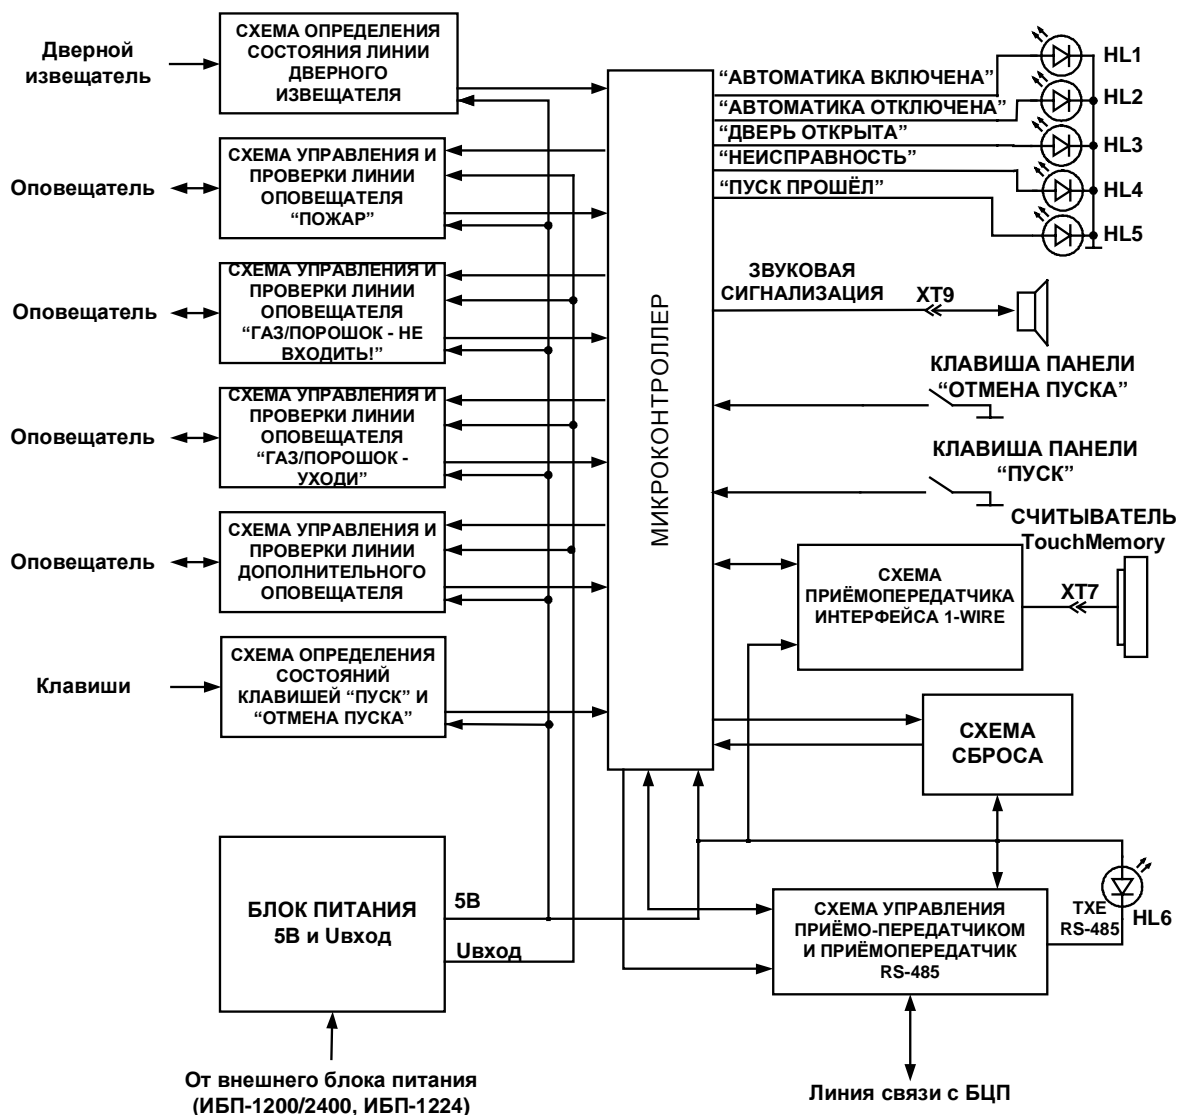 Дверной
извещатель
СХЕМА ОПРЕДЕЛЕНИЯ
СОСТОЯНИЯ ЛИНИИ
ДВЕРНОГО
ИЗВЕЩАТЕЛЯ
Оповещатель
СХЕМА УПРАВЛЕНИЯ И
ПРОВЕРКИ ЛИНИИ
ОПОВЕЩАТЕЛЯ
“ПОЖАР”
Оповещатель
СХЕМА УПРАВЛЕНИЯ И
ПРОВЕРКИ ЛИНИИ
ОПОВЕЩАТЕЛЯ
“ГАЗ/ПОРОШОК - НЕ
ВХОДИТЬ!”
Оповещатель
СХЕМА УПРАВЛЕНИЯ И
ПРОВЕРКИ ЛИНИИ
ОПОВЕЩАТЕЛЯ
“ГАЗ/ПОРОШОК -
УХОДИ”
Оповещатель
СХЕМА УПРАВЛЕНИЯ И
ПРОВЕРКИ ЛИНИИ
ДОПОЛНИТЕЛЬНОГО
ОПОВЕЩАТЕЛЯ
Клавиши
СХЕМА ОПРЕДЕЛЕНИЯ
СОСТОЯНИЙ
КЛАВИШЕЙ “ПУСК” И
“ОТМЕНА ПУСКА”
БЛОК ПИТАНИЯ
5В и Uвход
5В
Uвход
От внешнего блока питания
(ИБП-1200/2400, ИБП-1224)
МИКРОКОНТРОЛЛЕР
“АВТОМАТИКА ВКЛЮЧЕНА”
HL1
“АВТОМАТИКА ОТКЛЮЧЕНА”
HL2
“ДВЕРЬ ОТКРЫТА”
HL3
“НЕИСПРАВНОСТЬ”
HL4
“ПУСК ПРОШЁЛ”
HL5
ЗВУКОВАЯ
СИГНАЛИЗАЦИЯ
XT9
КЛАВИША ПАНЕЛИ
“ОТМЕНА ПУСКА”
КЛАВИША ПАНЕЛИ
“ПУСК”
СЧИТЫВАТЕЛЬ
TouchMemory
СХЕМА
ПРИЁМОПЕРЕДАТЧИКА
ИНТЕРФЕЙСА 1-WIRE
XT7
СХЕМА
СБРОСА
СХЕМА УПРАВЛЕНИЯ
ПРИЁМО-ПЕРЕДАТЧИКОМ
И ПРИЁМОПЕРЕДАТЧИК
RS-485
TXE
RS-485
HL6
Линия связи с БЦП